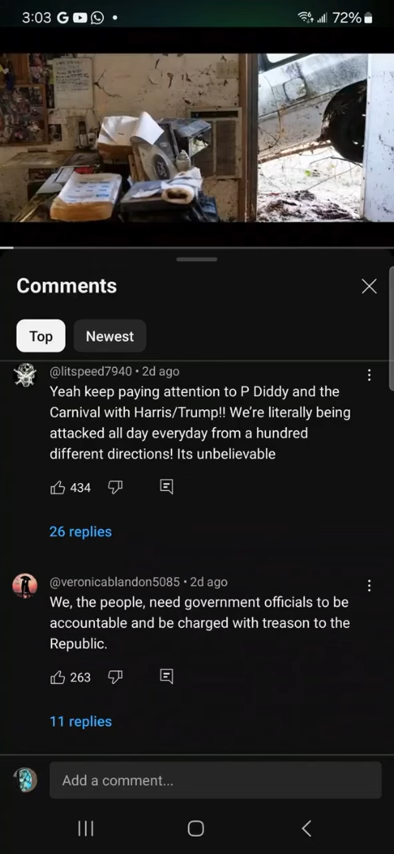 3:03 G
72%
Comments
Top
Newest
@litspeed7940 • 2d ago
Yeah keep paying attention to P Diddy and the
Carnival with Harris/Trump!! We're literally being
attacked all day everyday from a hundred
different directions! Its unbelievable
434
26 replies
@veronicablandon5085 • 2d ago
We, the people, need government officials to be
accountable and be charged with treason to the
Republic.
263
11 replies
Add a comment...